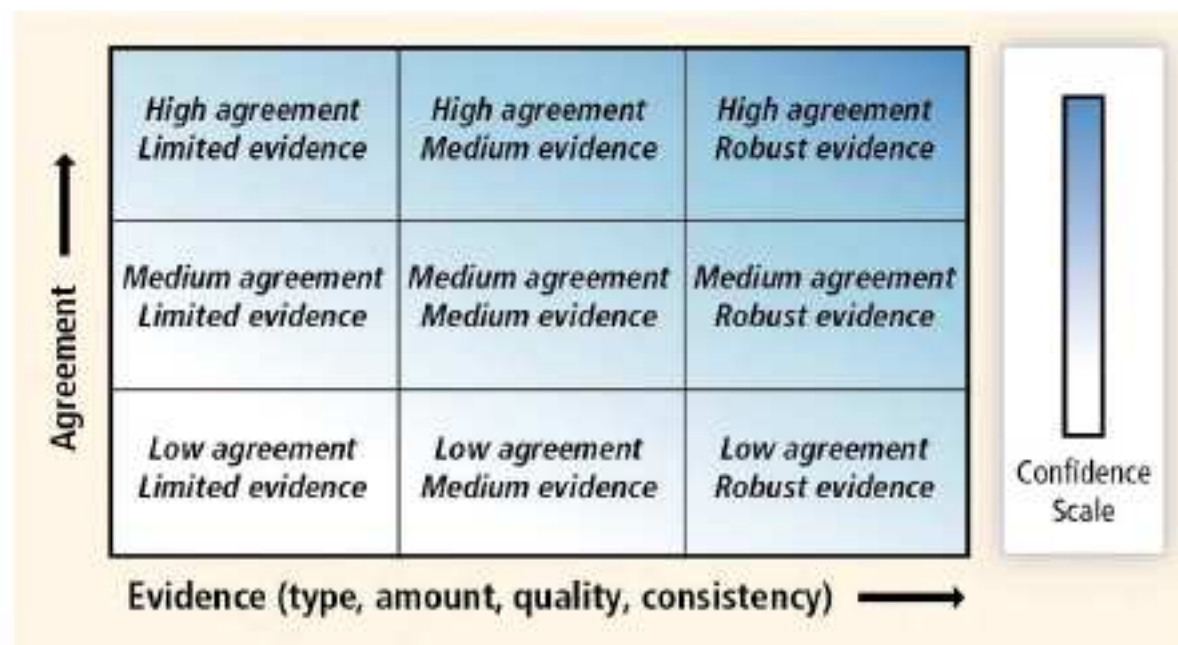 High agreement
Limited evidence
High agreement
Medium evidence
High agreement
Robust evidence
Medium agreement
Limited evidence
Medium agreement
Medium evidence
Medium agreement
Robust evidence
Low agreement
Limited evidence
Low agreement
Medium evidence
Low agreement
Robust evidence
Agreement
Evidence (type, amount, quality, consistency)
Confidence
Scale